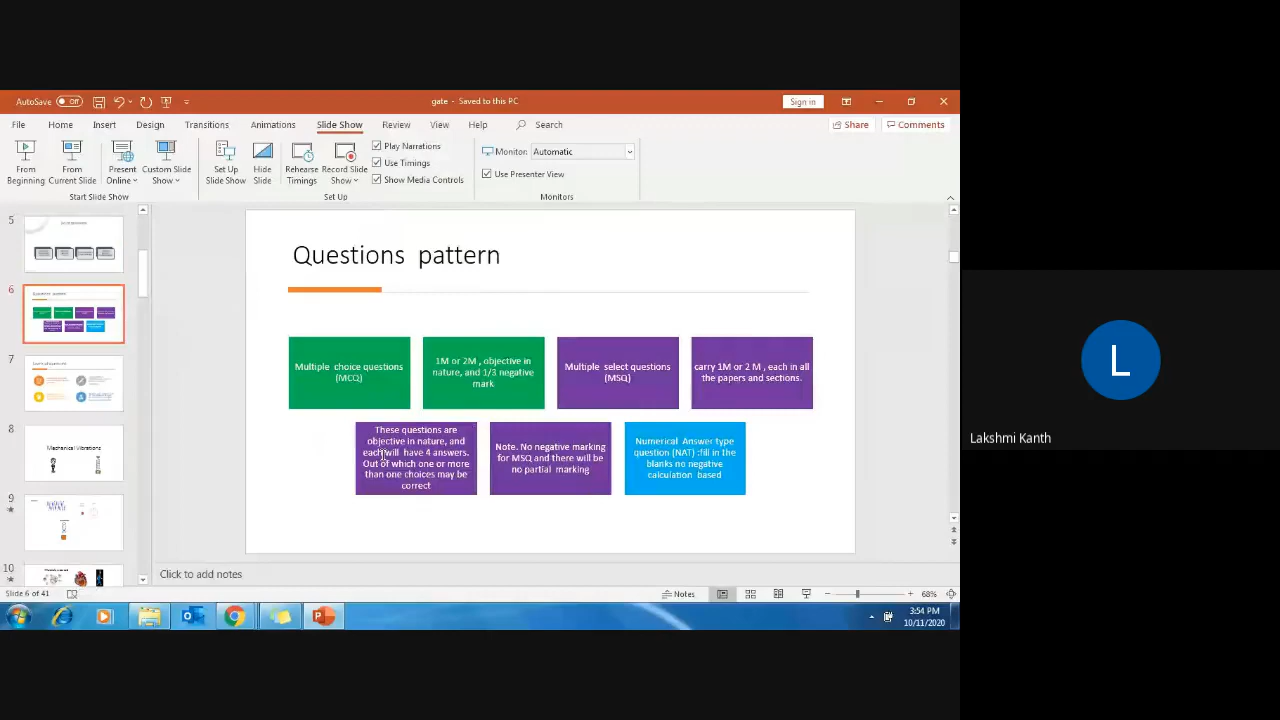 AutoSave Off
gate - Saved to this PC
Sign in
File Home Insert Design Transitions Animations Slide Show Review View Help Search
Share Comments
From
Beginning
From
Current Slide
Present
Online
Custom Slide
Show
Set Up
Slide Show
Hide
Slide
Rehearse
Timings
Record Slide
Show
Play Narrations
Use Timings
Show Media Controls
Monitor: Automatic
Use Presenter View
Start Slide Show
Set Up
Monitors
5
6
7
8
Mechanical Vibrations
9
10
Questions pattern
Multiple choice questions
(MCQ)
1M or 2M , objective in
nature, and 1/3 negative
mark
Multiple select questions
(MSQ)
carry 1M or 2 M , each in all
the papers and sections.
These questions are
objective in nature, and
each will have 4 answers.
Out of which one or more
than one choices may be
correct
Note. No negative marking
for MSQ and there will be
no partial marking
Numerical Answer type
question (NAT) :fill in the
blanks no negative
calculation based
Click to add notes
Slide 6 of 41
Notes
68%
3:54 PM
10/11/2020
L
Lakshmi Kanth